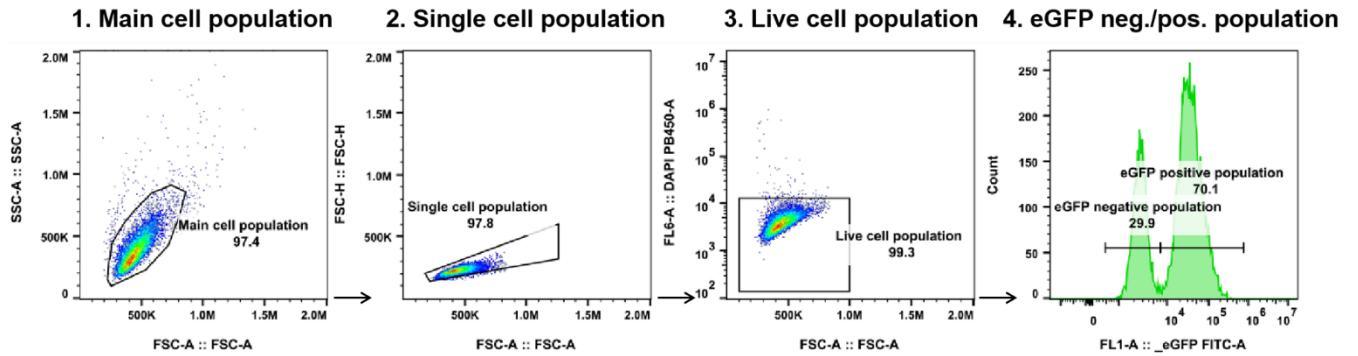 1. Main cell population
2. Single cell population
3. Live cell population
4. eGFP neg./pos. population
2.0M
1.5M
1.0M
500K
0
SSC-A :: SSC-A
Main cell population
97.4
500K
1.0M
1.5M
2.0M
FSC-A :: FSC-A
2.0M
1.5M
1.0M
500K
0
FSC-H :: FSC-H
Single cell population
97.8
500K
1.0M
1.5M
2.0M
FSC-A :: FSC-A
10^7
10^6
10^5
10^4
10^3
10^2
FL6-A :: DAPI PB450-A
Live cell population
99.3
500K
1.0M
1.5M
2.0M
FSC-A :: FSC-A
250
200
150
100
50
0
Count
eGFP positive population
70.1
eGFP negative population
29.9
0
10^4
10^5
10^6
10^7
FL1-A :: _eGFP FITC-A